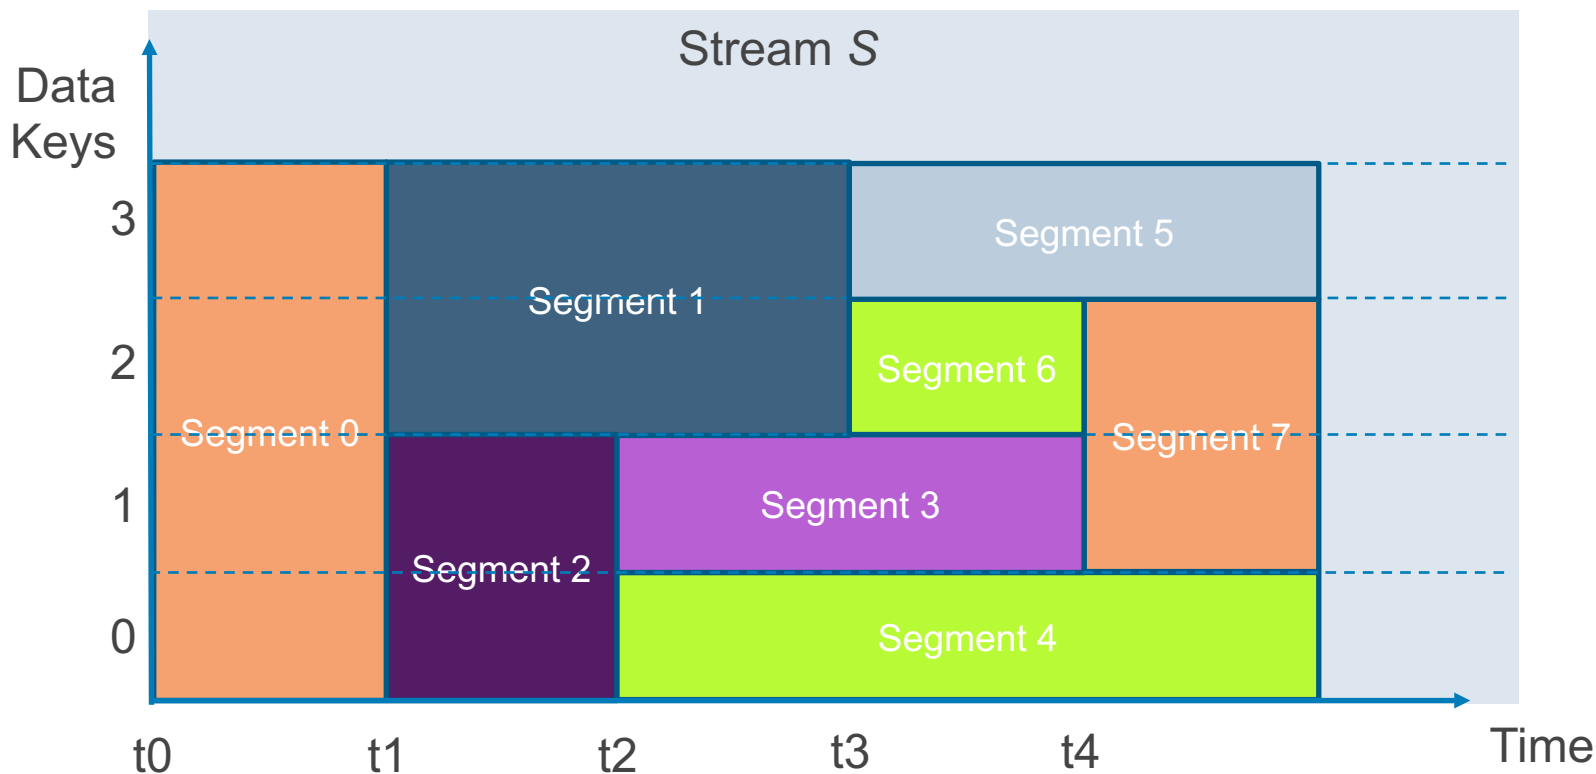 Stream S
Data
Keys
3
Segment 5
Segment 1
2
Segment 6
Segment 0
Segment 7
1
Segment 3
Segment 2
0
Segment 4
t0
t1
t2
t3
t4
Time